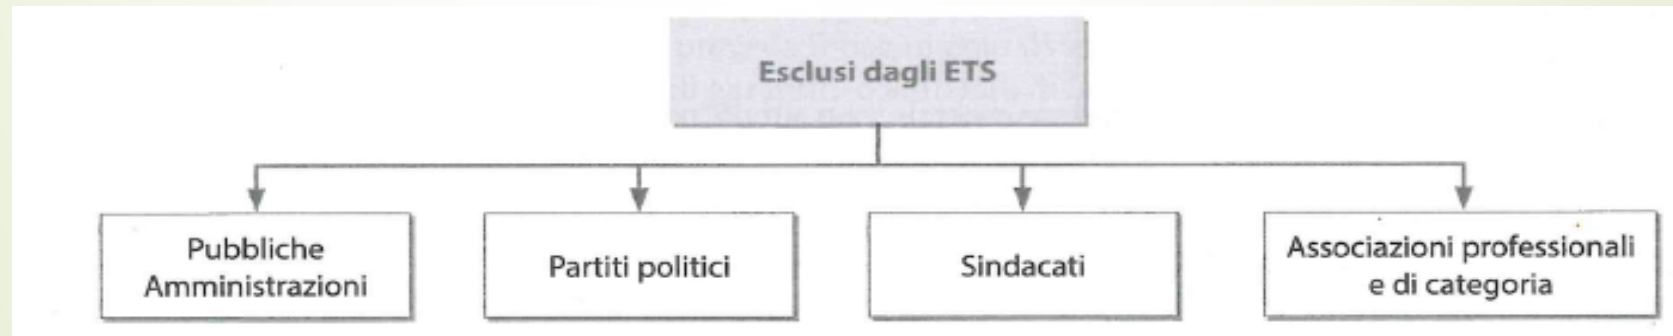 Esclusi dagli ETS
Pubbliche
Amministrazioni
Partiti politici
Sindacati
Associazioni professionali
e di categoria